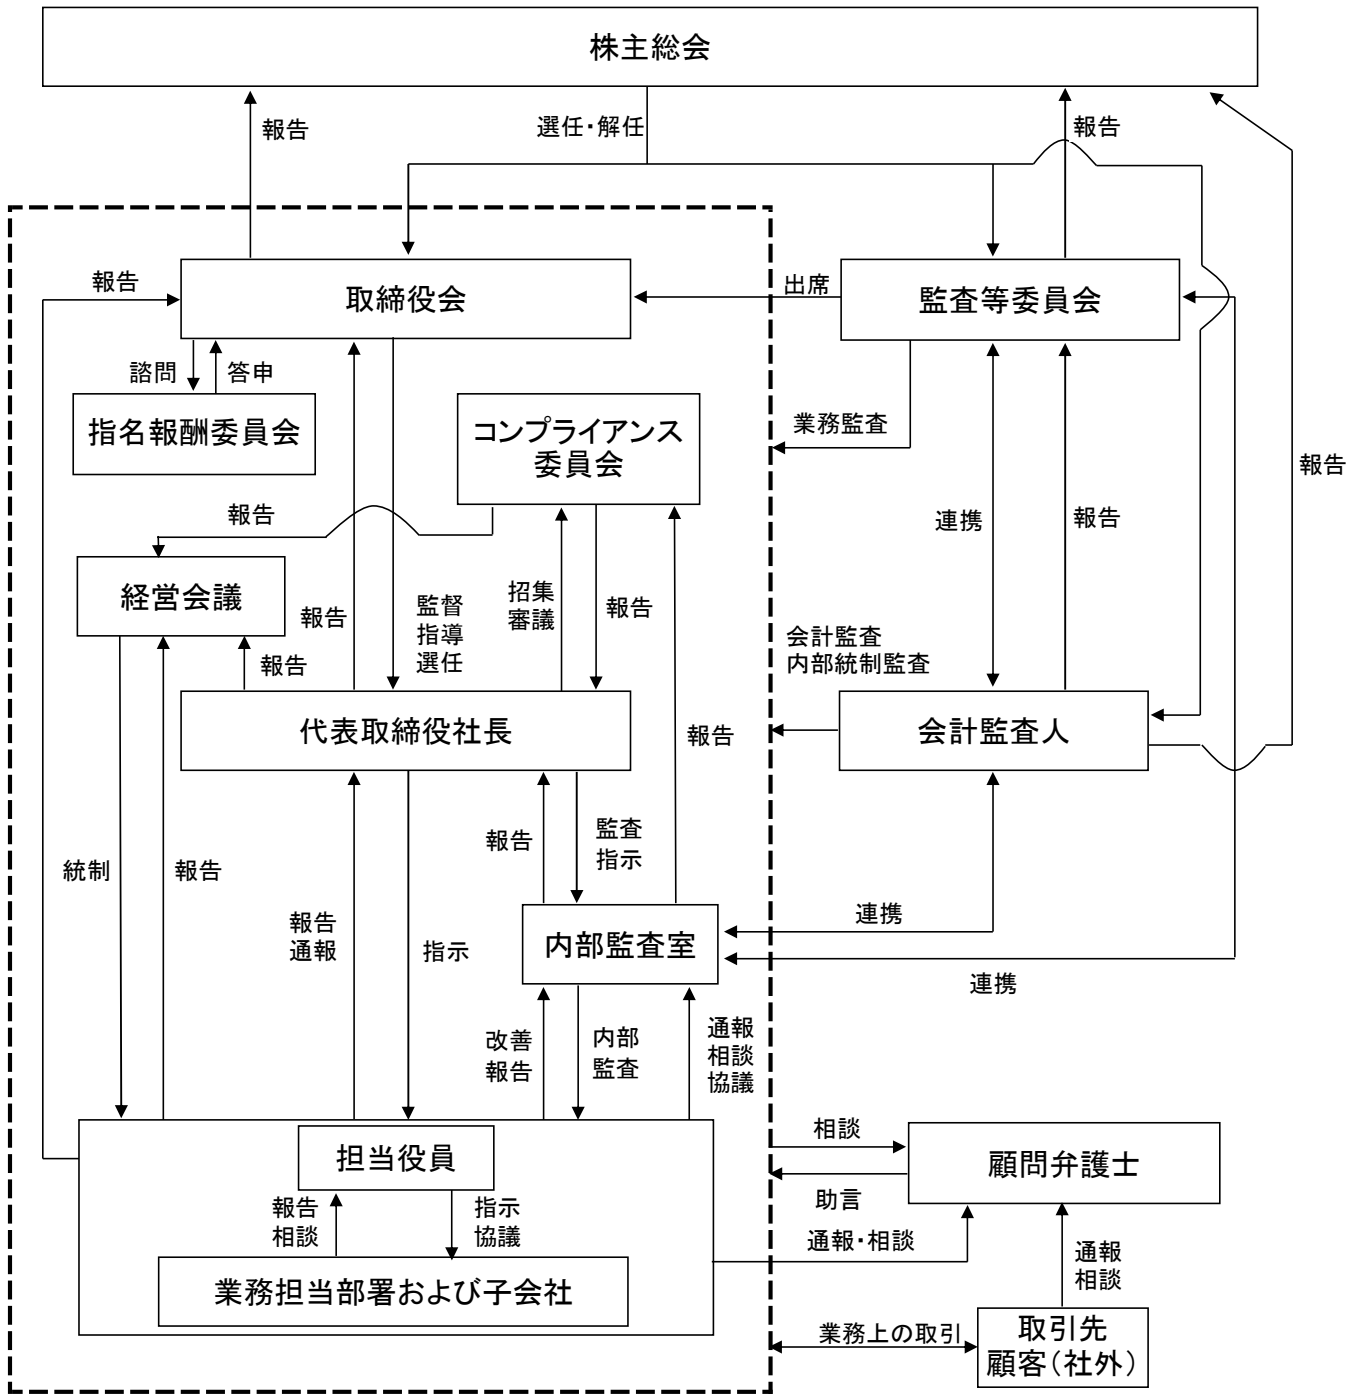 株主総会
報告
選任・解任
報告
報告
取締役会
出席
監査等委員会
諮問
答申
指名報酬委員会
コンプライアンス
委員会
業務監査
報告
報告
連携
報告
経営会議
報告
報告
監督
指導
選任
招集
審議
報告
会計監査
内部統制監査
代表取締役社長
報告
会計監査人
統制
報告
報告
監査
指示
報告
通報
指示
内部監査室
連携
連携
改善
報告
内部
監査
通報
相談
協議
担当役員
相談
顧問弁護士
助言
報告
相談
指示
協議
通報・相談
通報
相談
業務担当部署および子会社
業務上の取引
取引先
顧客(社外)